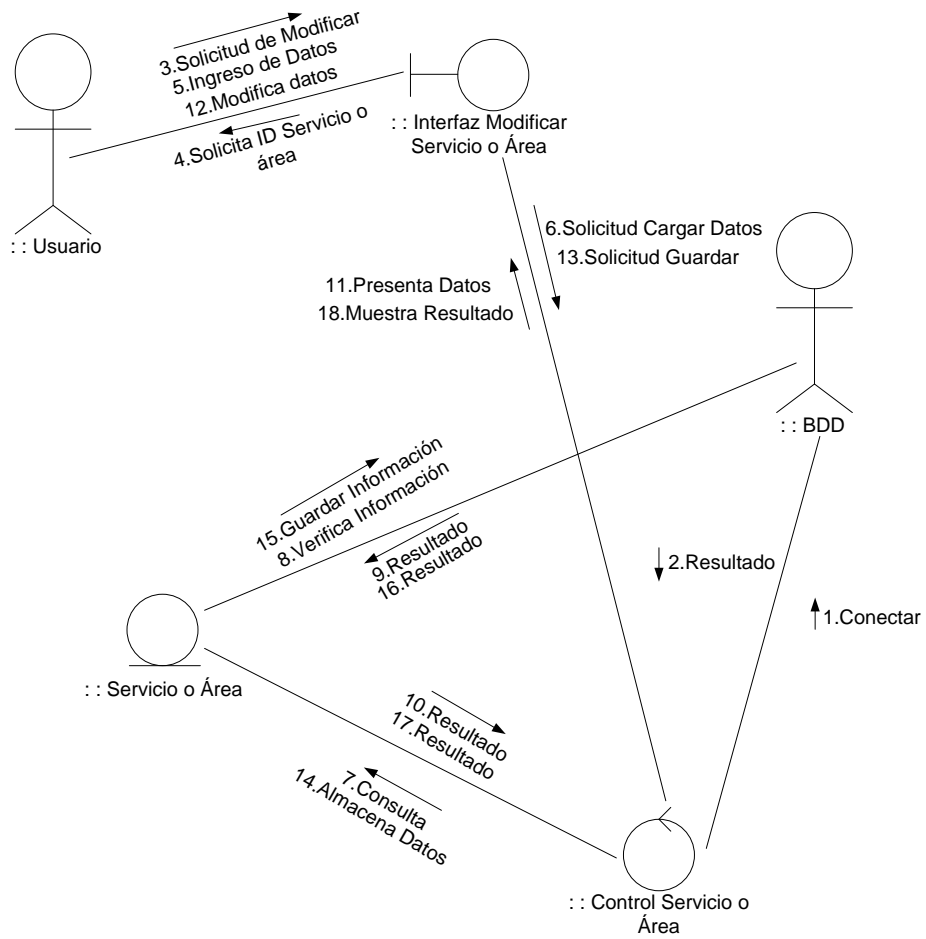 3.Solicitud de Modificar
5.Ingreso de Datos
12.Modifica datos
4.Solicita ID Servicio o
área
: : Usuario
: : Interfaz Modificar
Servicio o Área
6.Solicitud Cargar Datos
13.Solicitud Guardar
11.Presenta Datos
18.Muestra Resultado
: : BDD
15.Guardar Información
8.Verifica Información
9.Resultado
16.Resultado
2.Resultado
1.Conectar
: : Servicio o Área
10.Resultado
17.Resultado
7.Consulta
14.Almacena Datos
: : Control Servicio o
Área